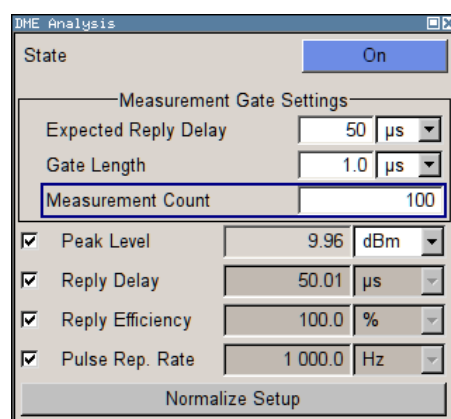 DME Analysis
State On
Measurement Gate Settings
Expected Reply Delay 50 µs
Gate Length 1.0 µs
Measurement Count 100
Peak Level 9.96 dBm
Reply Delay 50.01 µs
Reply Efficiency 100.0 %
Pulse Rep. Rate 1 000.0 Hz
Normalize Setup